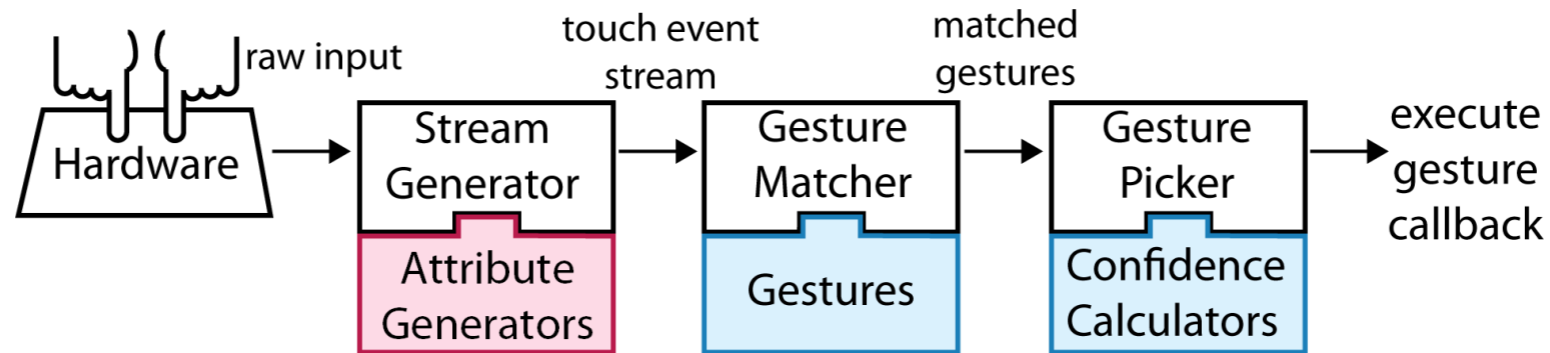 raw input
Hardware
Stream
Generator
Attribute
Generators
touch event
stream
Gesture
Matcher
Gestures
matched
gestures
Gesture
Picker
Confidence
Calculators
execute
gesture
callback